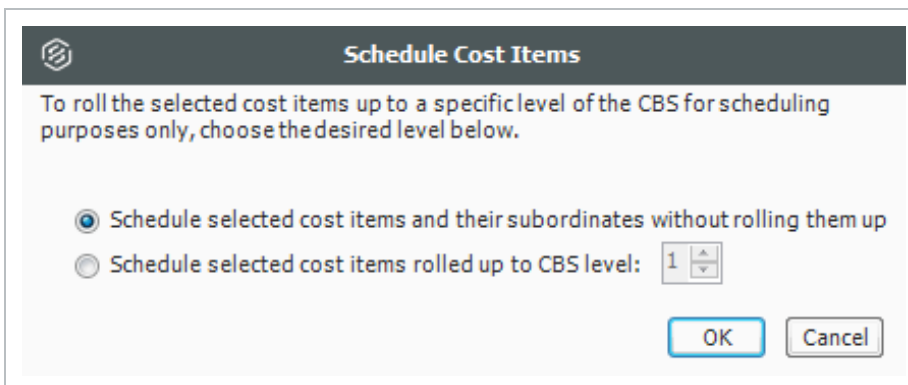 Schedule Cost Items
To roll the selected cost items up to a specific level of the CBS for scheduling
purposes only, choose the desired level below.
Schedule selected cost items and their subordinates without rolling them up
Schedule selected cost items rolled up to CBS level: 1
OK Cancel